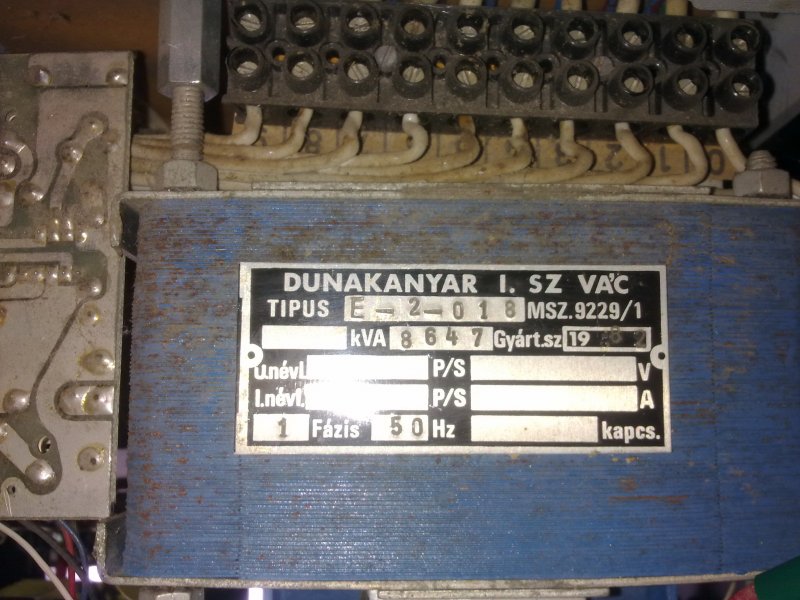 DUNAKANYAR I. SZ VÁC
TIPUS E-2-018 MSZ.9229/1
kVA 8647 Gyárt.sz 19 82
U.névl. P/S V
I.névl. P/S A
1 Fázis 50 Hz kapcs.